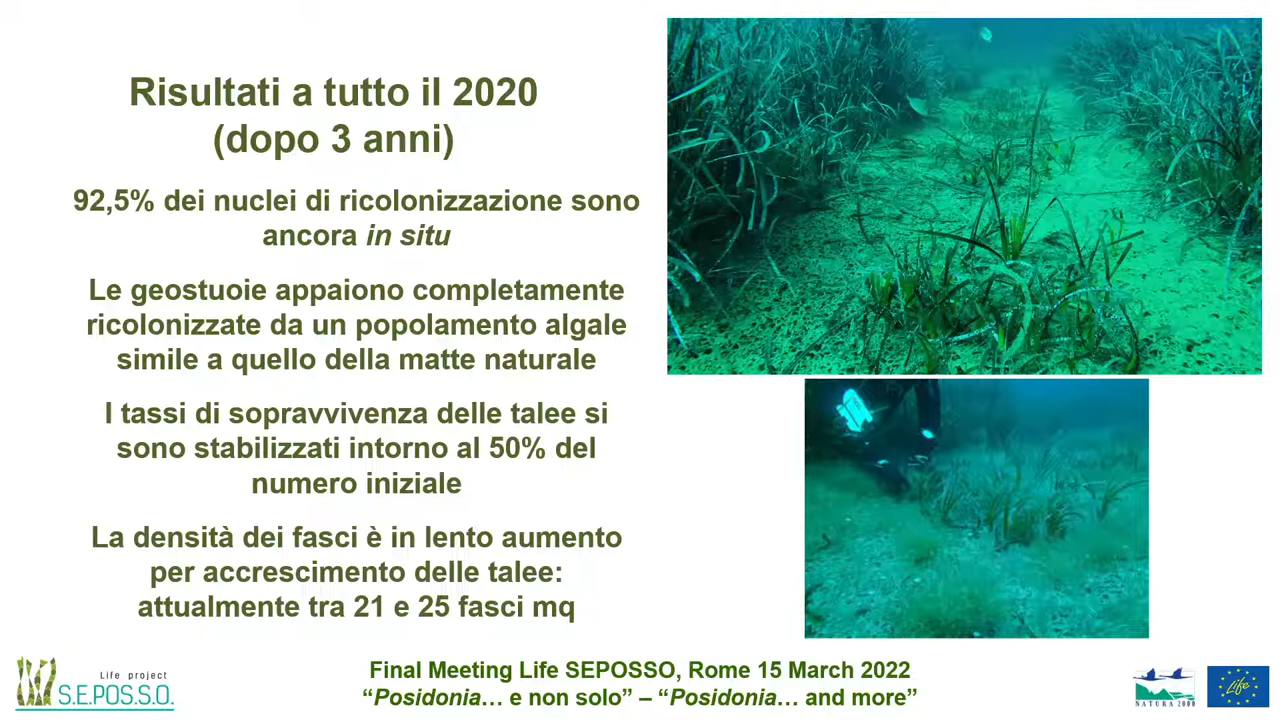 Risultati a tutto il 2020
(dopo 3 anni)
92,5% dei nuclei di ricolonizzazione sono
ancora in situ
Le geostuoie appaiono completamente
ricolonizzate da un popolamento algale
simile a quello della matte naturale
I tassi di sopravvivenza delle talee si
sono stabilizzati intorno al 50% del
numero iniziale
La densità dei fasci è in lento aumento
per accrescimento delle talee:
attualmente tra 21 e 25 fasci mq
Life project
S.E.POS.S.O.
Final Meeting Life SEPOSSO, Rome 15 March 2022
“Posidonia… e non solo” – “Posidonia… and more”
NATURA 2000
Life